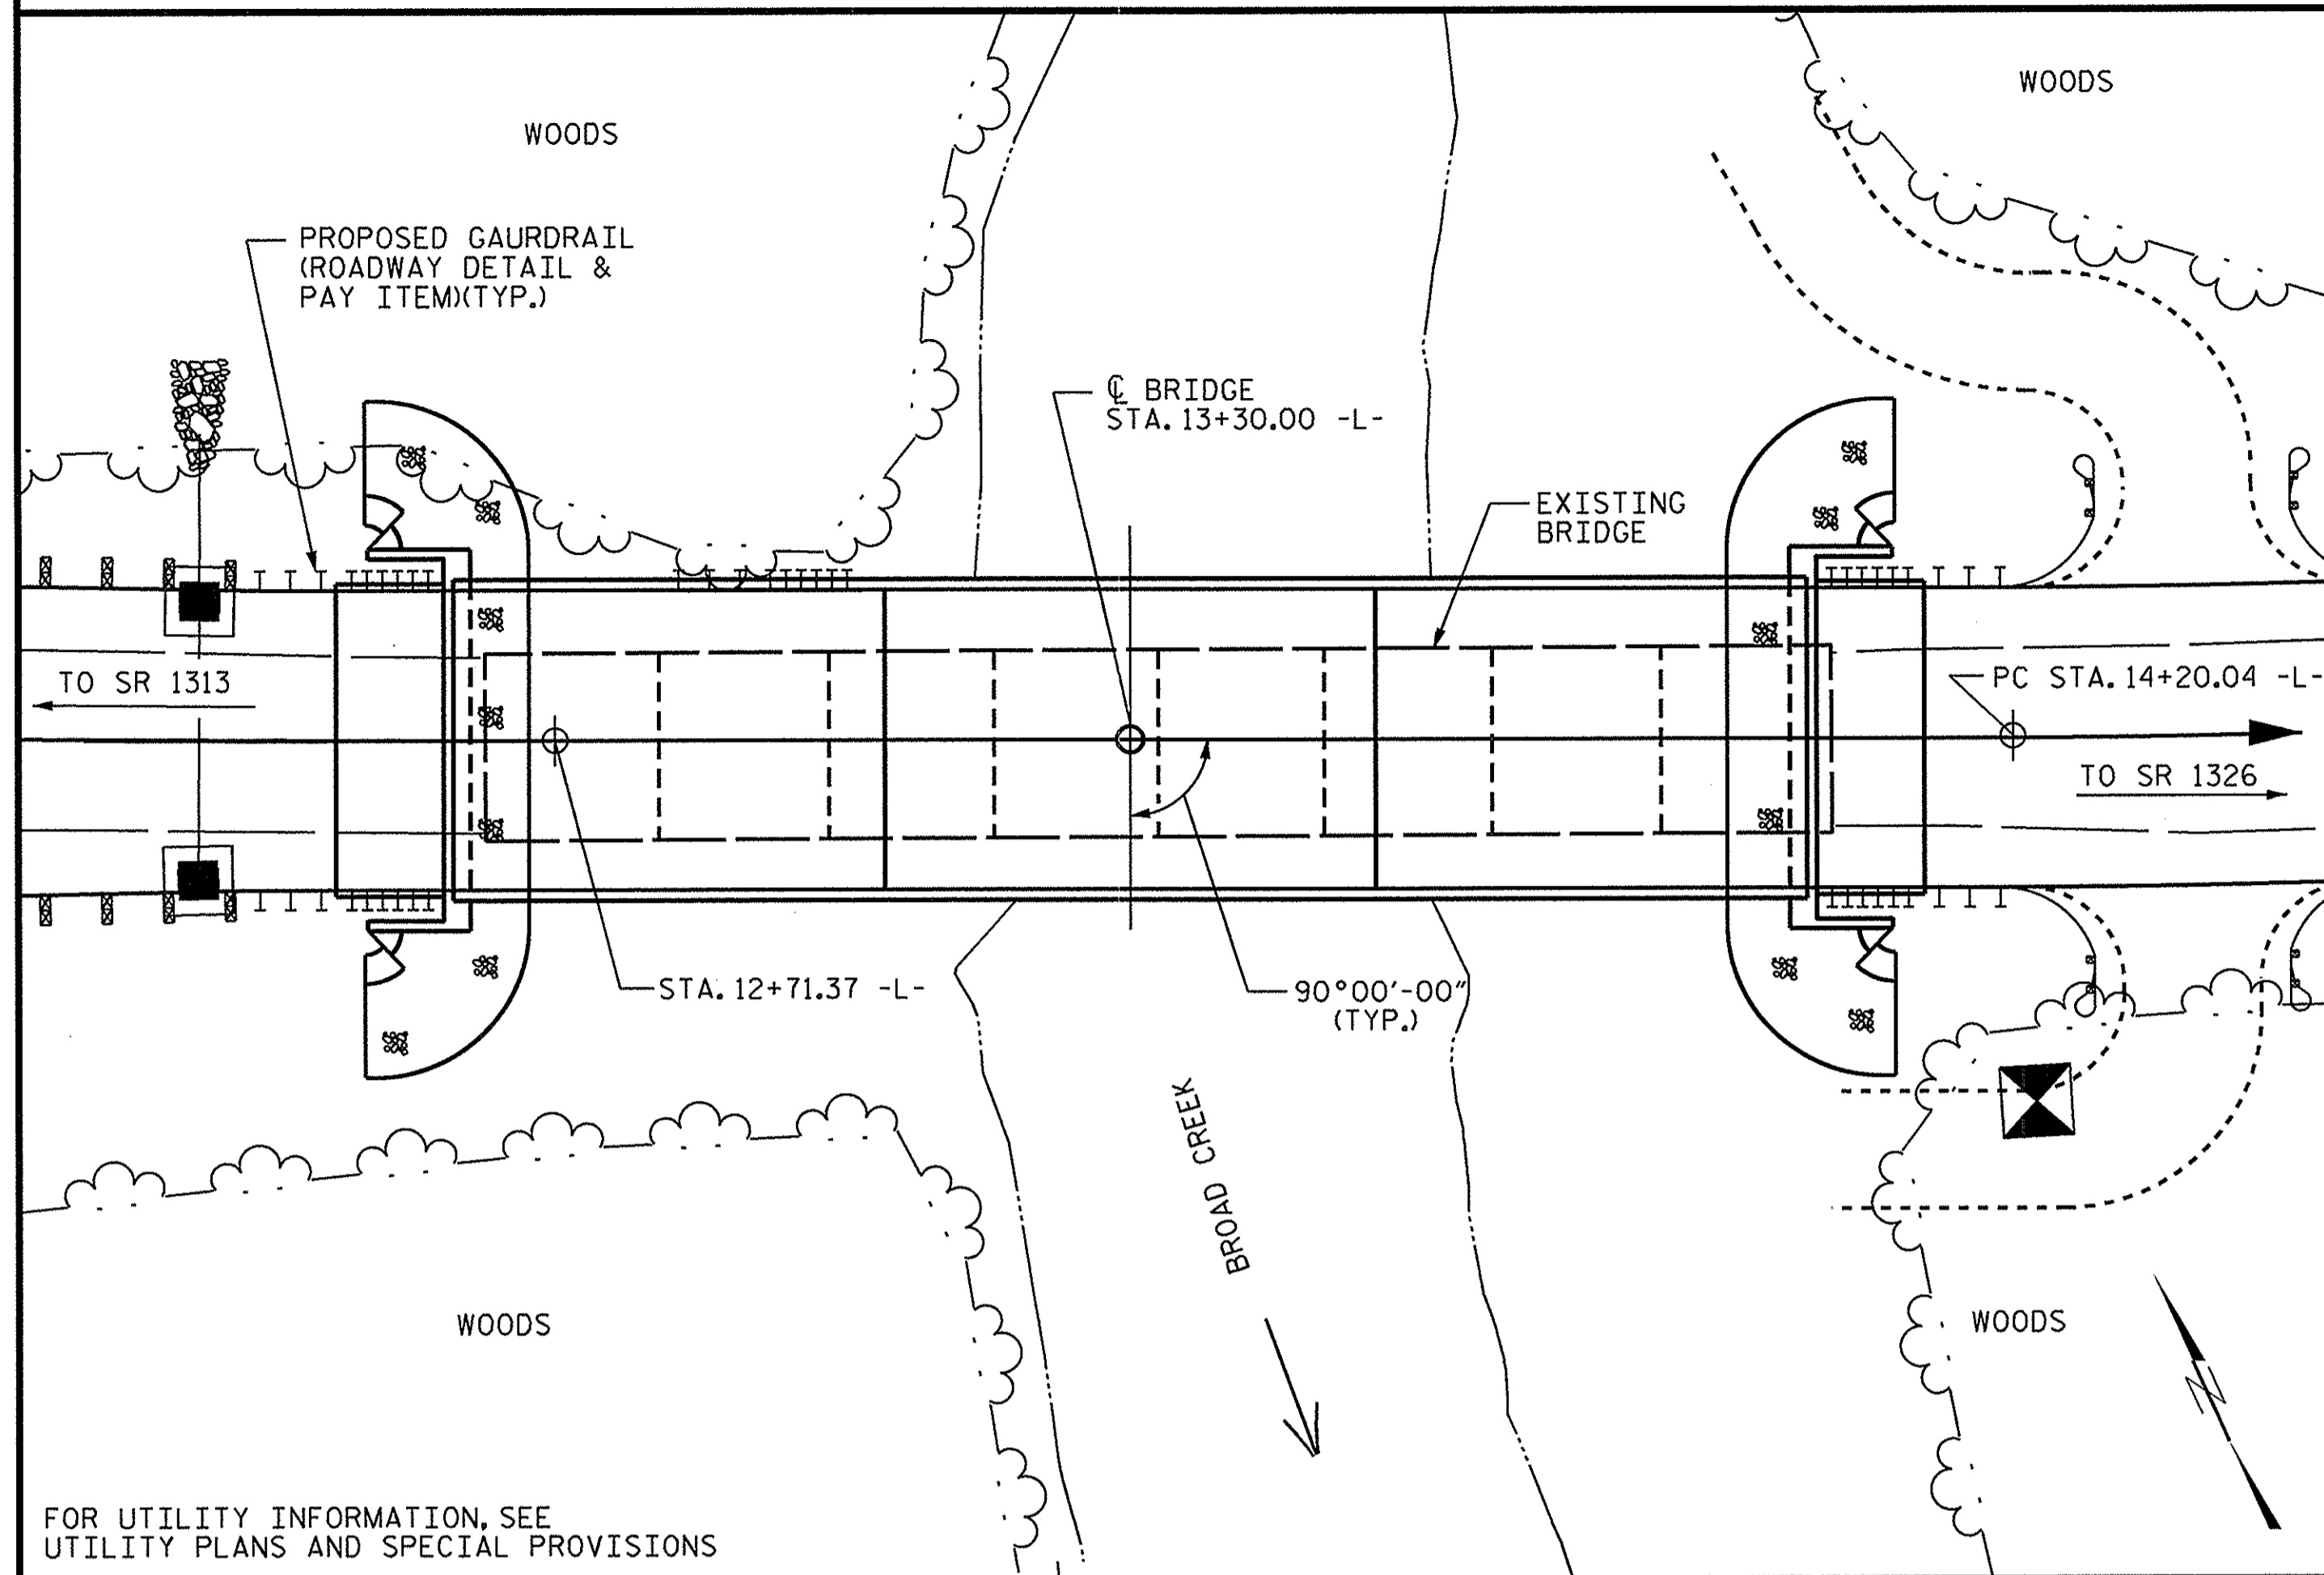 WOODS
WOODS
PROPOSED GAURDRAIL
(ROADWAY DETAIL &
PAY ITEM)(TYP.)
℄ BRIDGE
STA. 13+30.00 -L-
EXISTING
BRIDGE
TO SR 1313
PC STA. 14+20.04 -L-
TO SR 1326
STA. 12+71.37 -L-
90°00'-00"
(TYP.)
BROAD CREEK
WOODS
WOODS
FOR UTILITY INFORMATION, SEE
UTILITY PLANS AND SPECIAL PROVISIONS